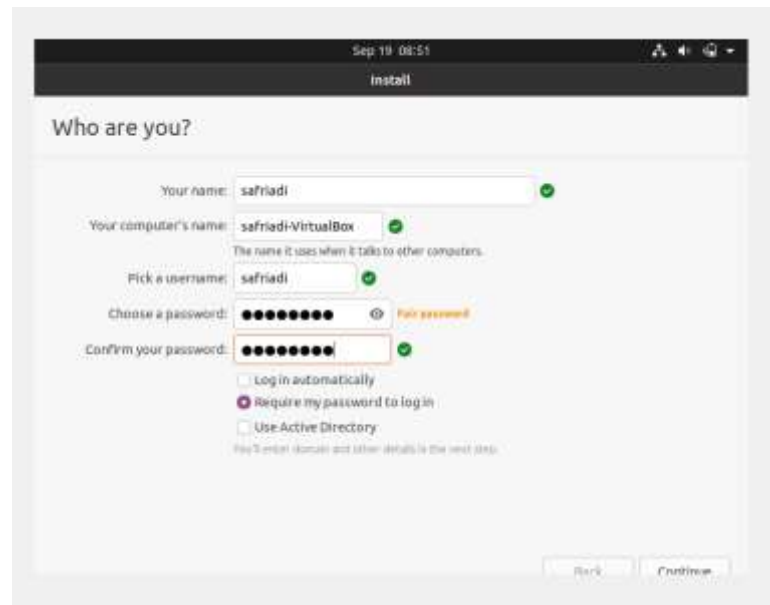 Sep 19 08:51
Install
Who are you?
Your name: safriadi
Your computer's name: safriadi-VirtualBox
The name it uses when it talks to other computers.
Pick a username: safriadi
Choose a password: Fair password
Confirm your password:
Log in automatically
Require my password to log in
Use Active Directory
You'll enter domain and other details in the next step.
Back Continue